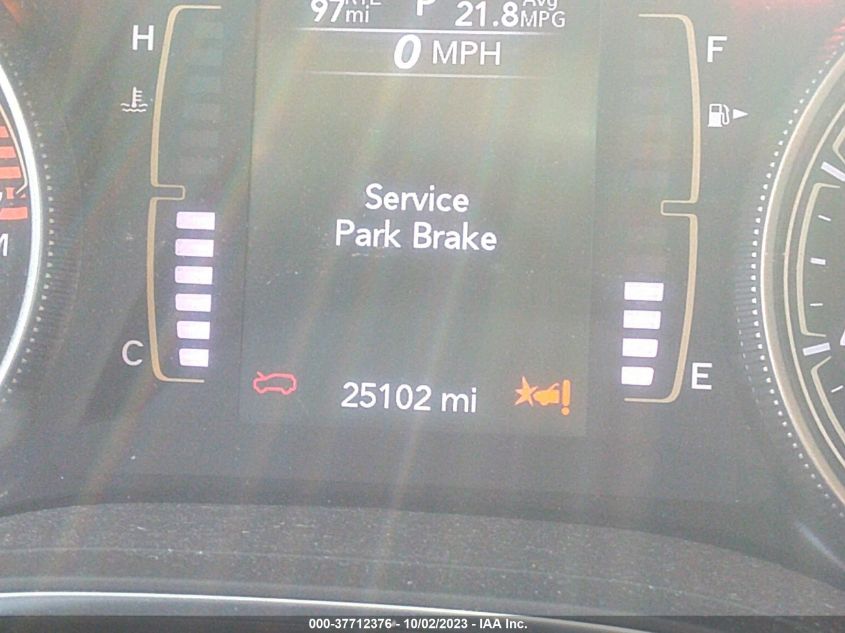 97mi P 21.8MPG
0 MPH
H F
Service
Park Brake
C E
25102 mi
000-37712376 - 10/02/2023 - IAA Inc.